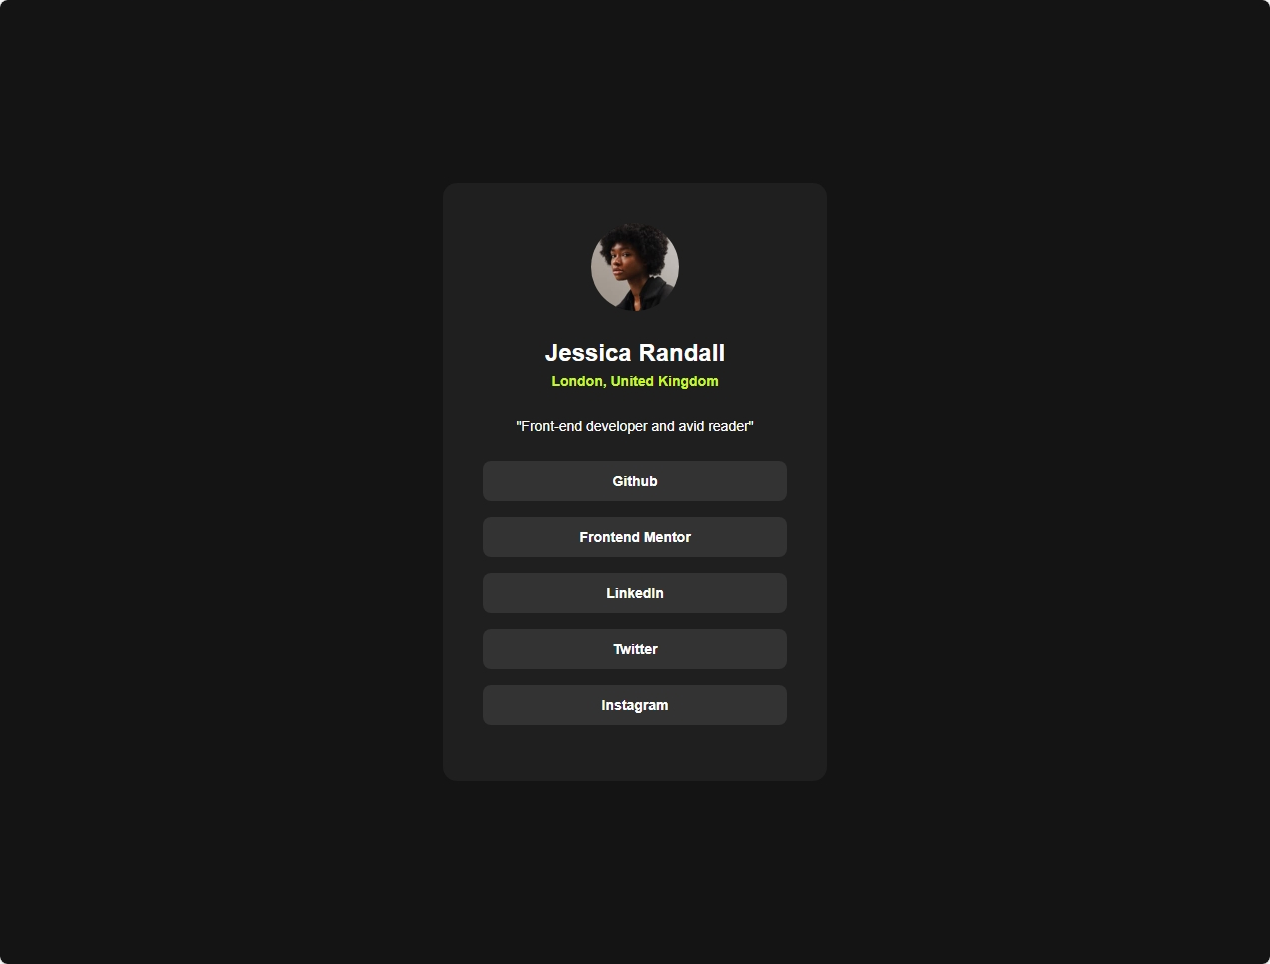 Jessica Randall
London, United Kingdom
"Front-end developer and avid reader"
Github
Frontend Mentor
LinkedIn
Twitter
Instagram